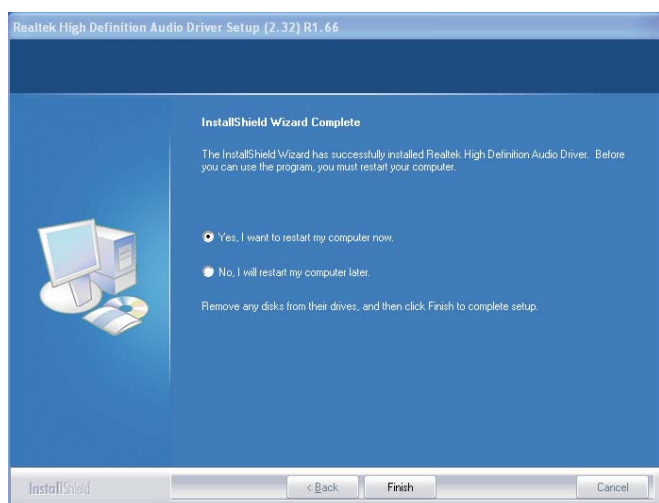 Realtek High Definition Audio Driver Setup (2.32) R1.66
InstallShield Wizard Complete
The InstallShield Wizard has successfully installed Realtek High Definition Audio Driver. Before
you can use the program, you must restart your computer.
Yes, I want to restart my computer now.
No, I will restart my computer later.
Remove any disks from their drives, and then click Finish to complete setup.
InstallShield
< Back
Finish
Cancel